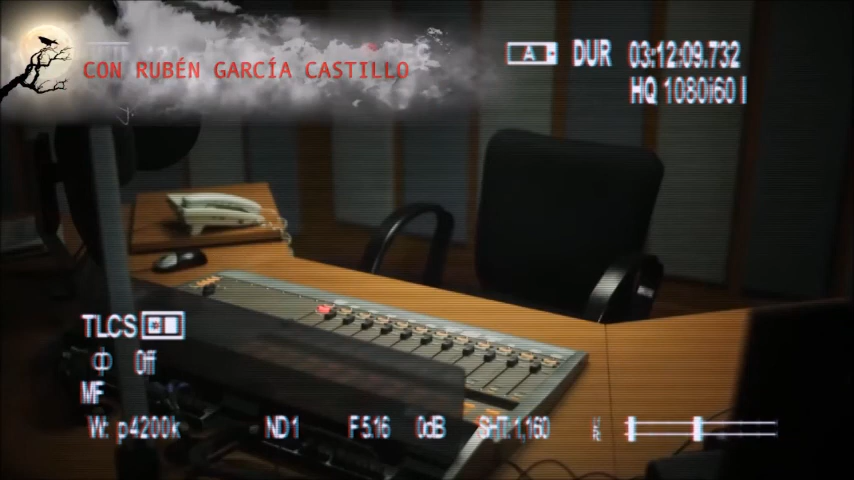 CON RUBÉN GARCÍA CASTILLO
A
DUR 03:12:09.732
HQ 1080i60
TLCS
Off
MF
W: p4200k ND1 F5.16 0dB SHT:1,160